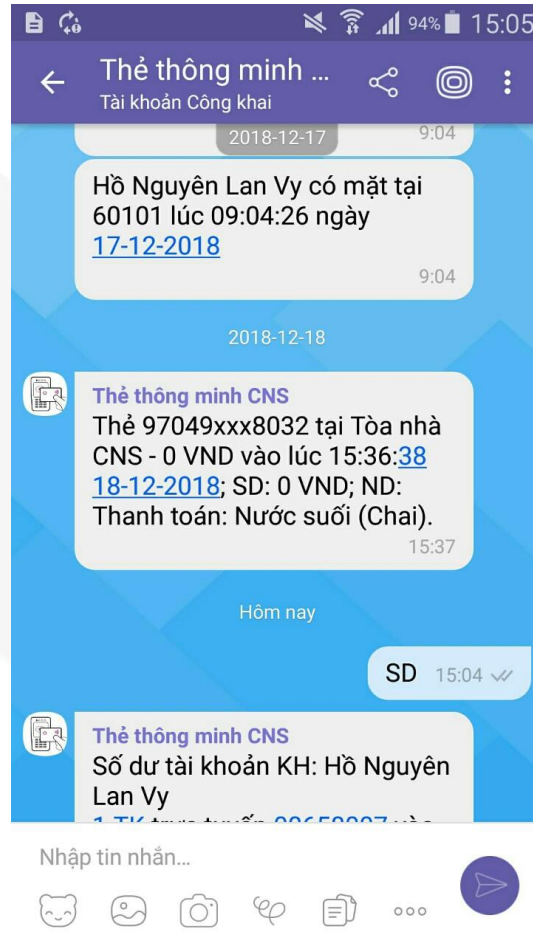 94% 15:05
Thẻ thông minh ...
Tài khoản Công khai
2018-12-17
9:04
Hồ Nguyên Lan Vy có mặt tại
60101 lúc 09:04:26 ngày
17-12-2018
9:04
2018-12-18
Thẻ thông minh CNS
Thẻ 97049xxx8032 tại Tòa nhà
CNS - 0 VND vào lúc 15:36:38
18-12-2018; SD: 0 VND; ND:
Thanh toán: Nước suối (Chai).
15:37
Hôm nay
SD 15:04
Thẻ thông minh CNS
Số dư tài khoản KH: Hồ Nguyên
Lan Vy
Nhập tin nhắn...